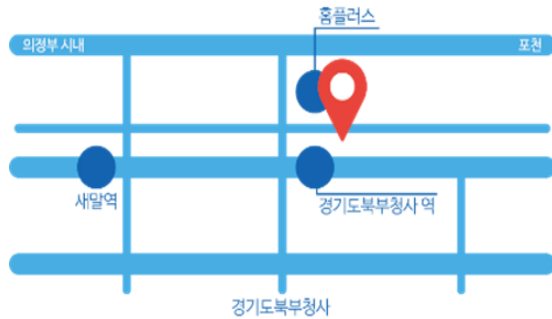 홈플러스
의정부 시내
포천
새말역
경기도북부청사 역
경기도북부청사